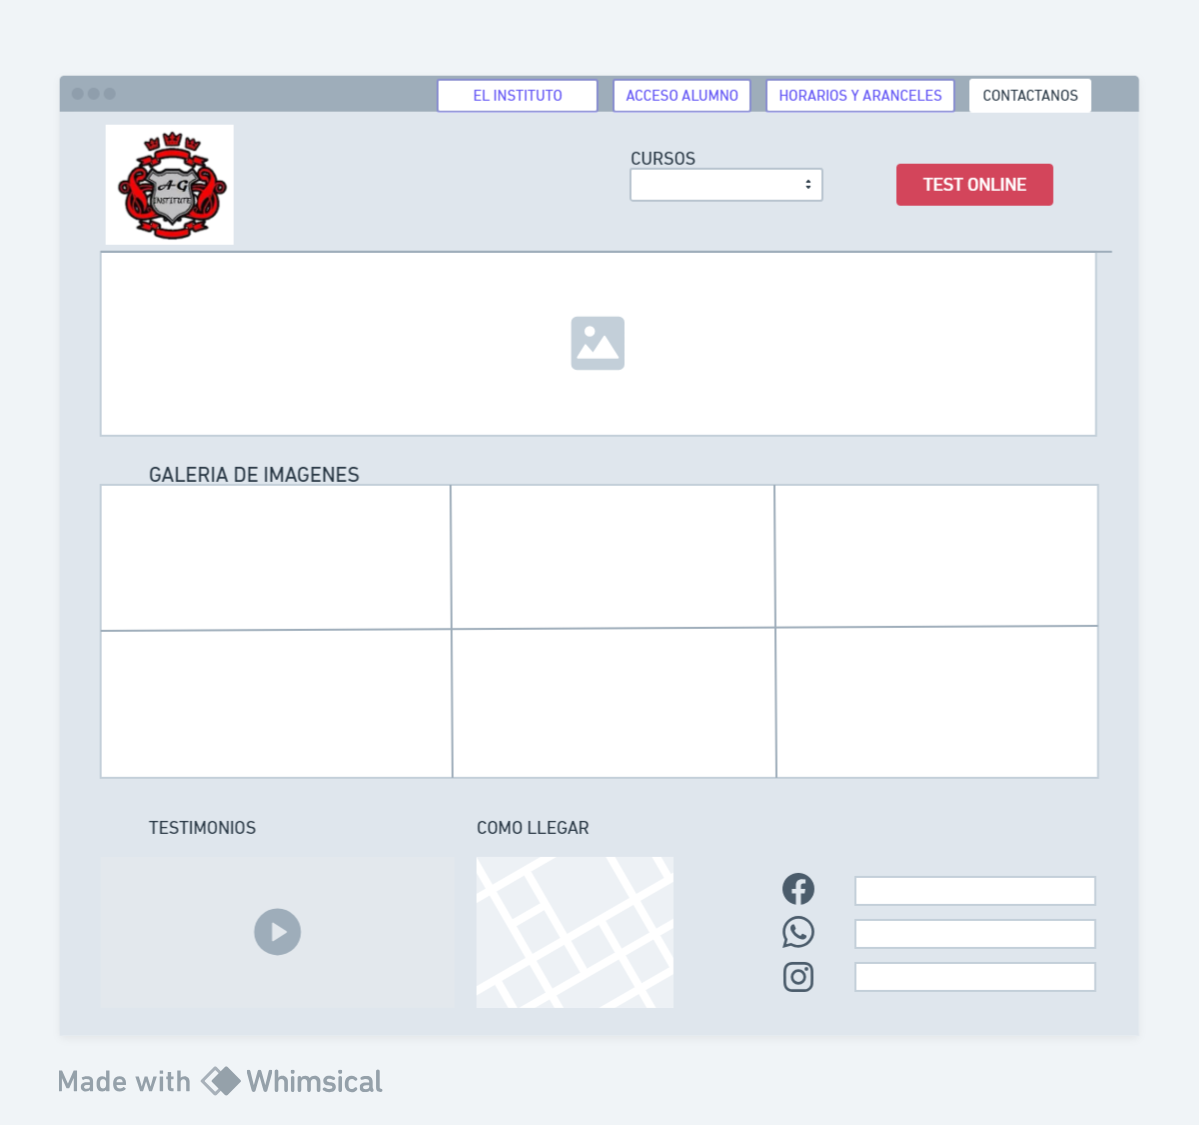 EL INSTITUTO
ACCESO ALUMNO
HORARIOS Y ARANCELES
CONTACTANOS
A-G
INSTITUTE
CURSOS
TEST ONLINE
GALERIA DE IMAGENES
TESTIMONIOS
COMO LLEGAR
Made with Whimsical